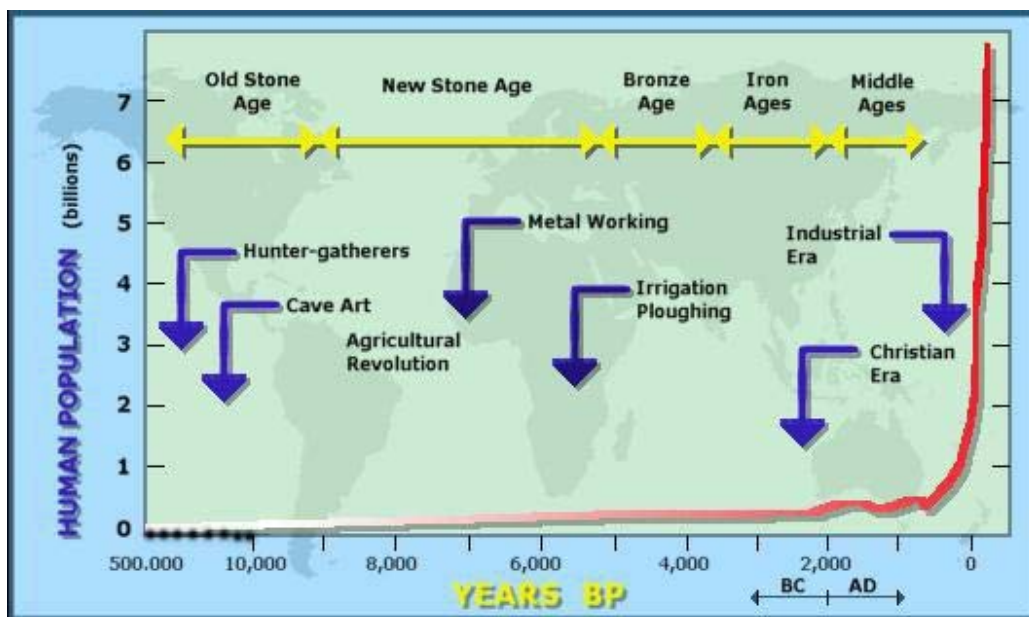 Old Stone
Age
New Stone Age
Bronze
Age
Iron
Ages
Middle
Ages
7
6
5
4
3
2
1
0
HUMAN POPULATION (billions)
Hunter-gatherers
Cave Art
Agricultural
Revolution
Metal Working
Irrigation
Ploughing
Industrial
Era
Christian
Era
500.000
10,000
8,000
6,000
4,000
2,000
0
YEARS BP
BC
AD